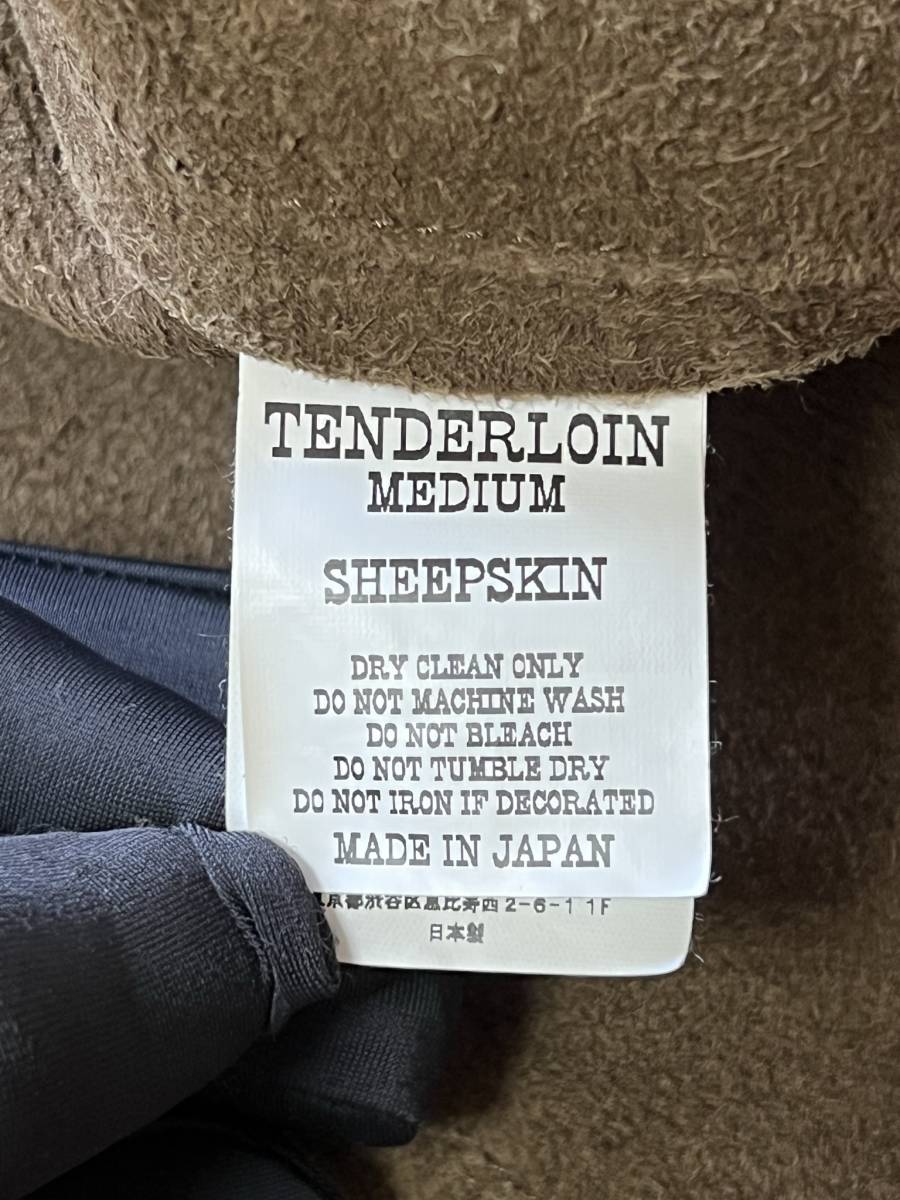 TENDERLOIN
MEDIUM
SHEEPSKIN
DRY CLEAN ONLY
DO NOT MACHINE WASH
DO NOT BLEACH
DO NOT TUMBLE DRY
DO NOT IRON IF DECORATED
MADE IN JAPAN
東京都渋谷区恵比寿西2-6-1 1F
日本製